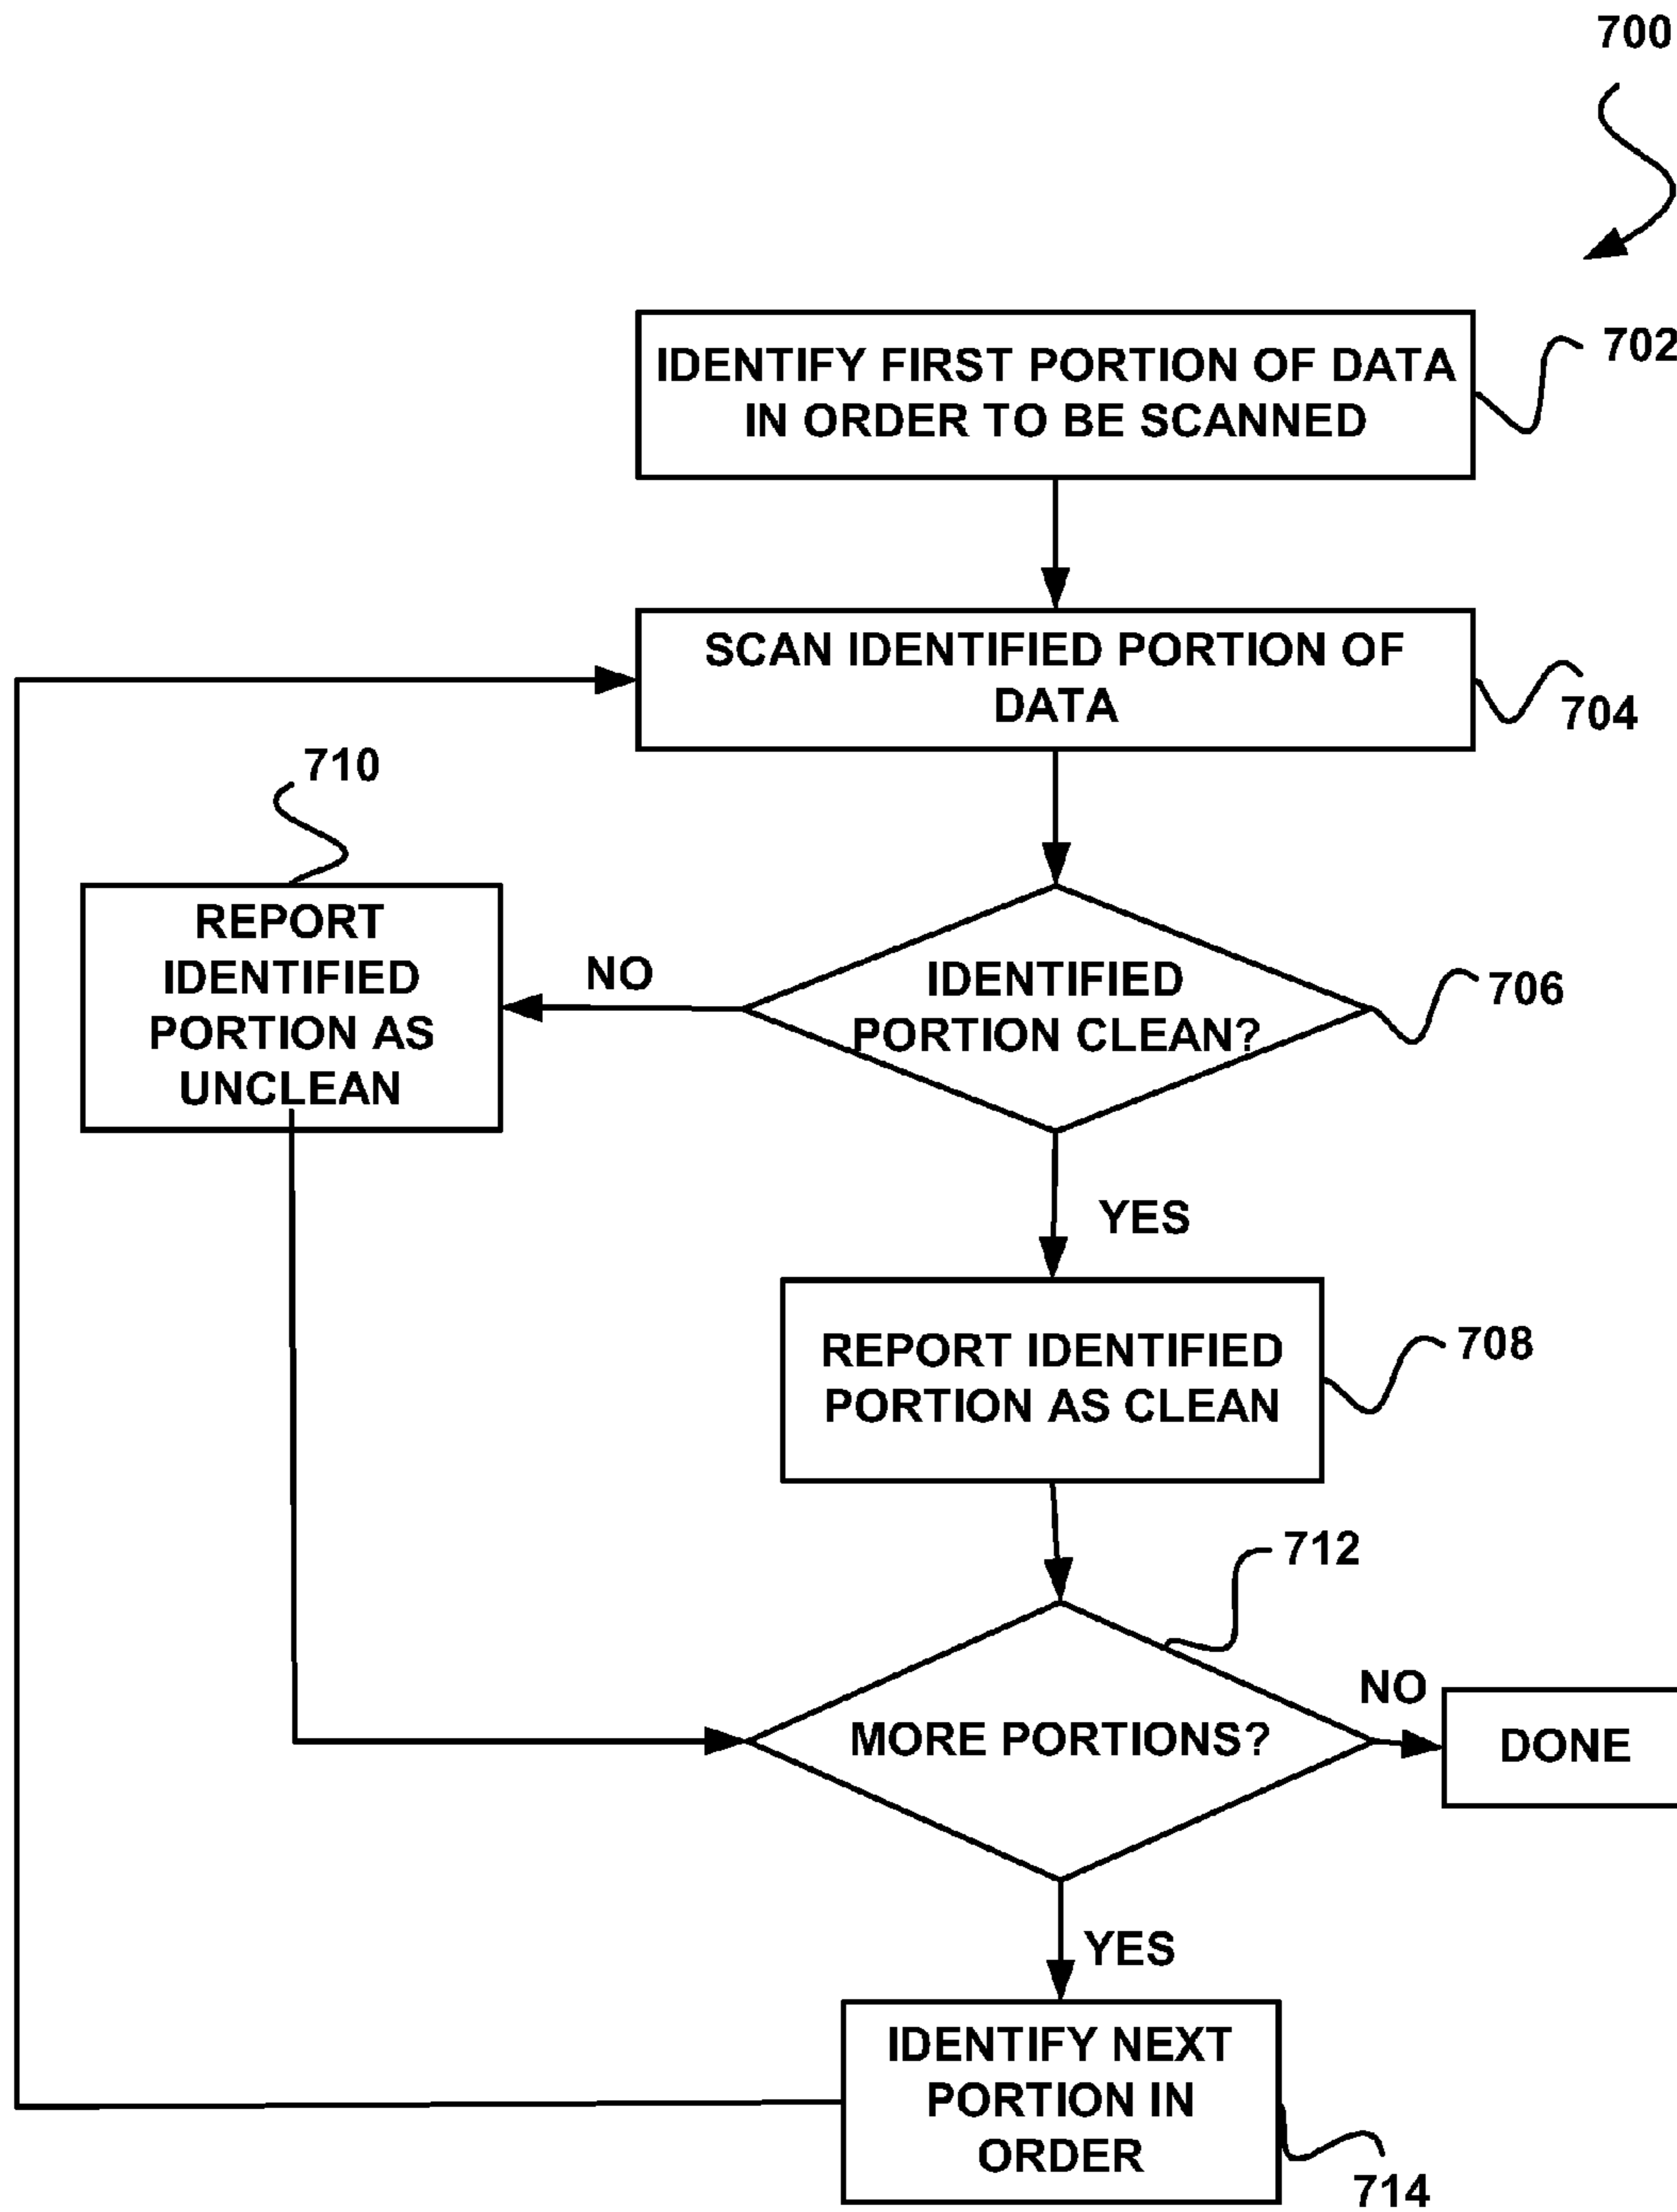 700
IDENTIFY FIRST PORTION OF DATA
IN ORDER TO BE SCANNED
702
SCAN IDENTIFIED PORTION OF
DATA
704
710
REPORT
IDENTIFIED
PORTION AS
UNCLEAN
NO
IDENTIFIED
PORTION CLEAN?
706
YES
REPORT IDENTIFIED
PORTION AS CLEAN
708
712
MORE PORTIONS?
NO
DONE
YES
IDENTIFY NEXT
PORTION IN
ORDER
714